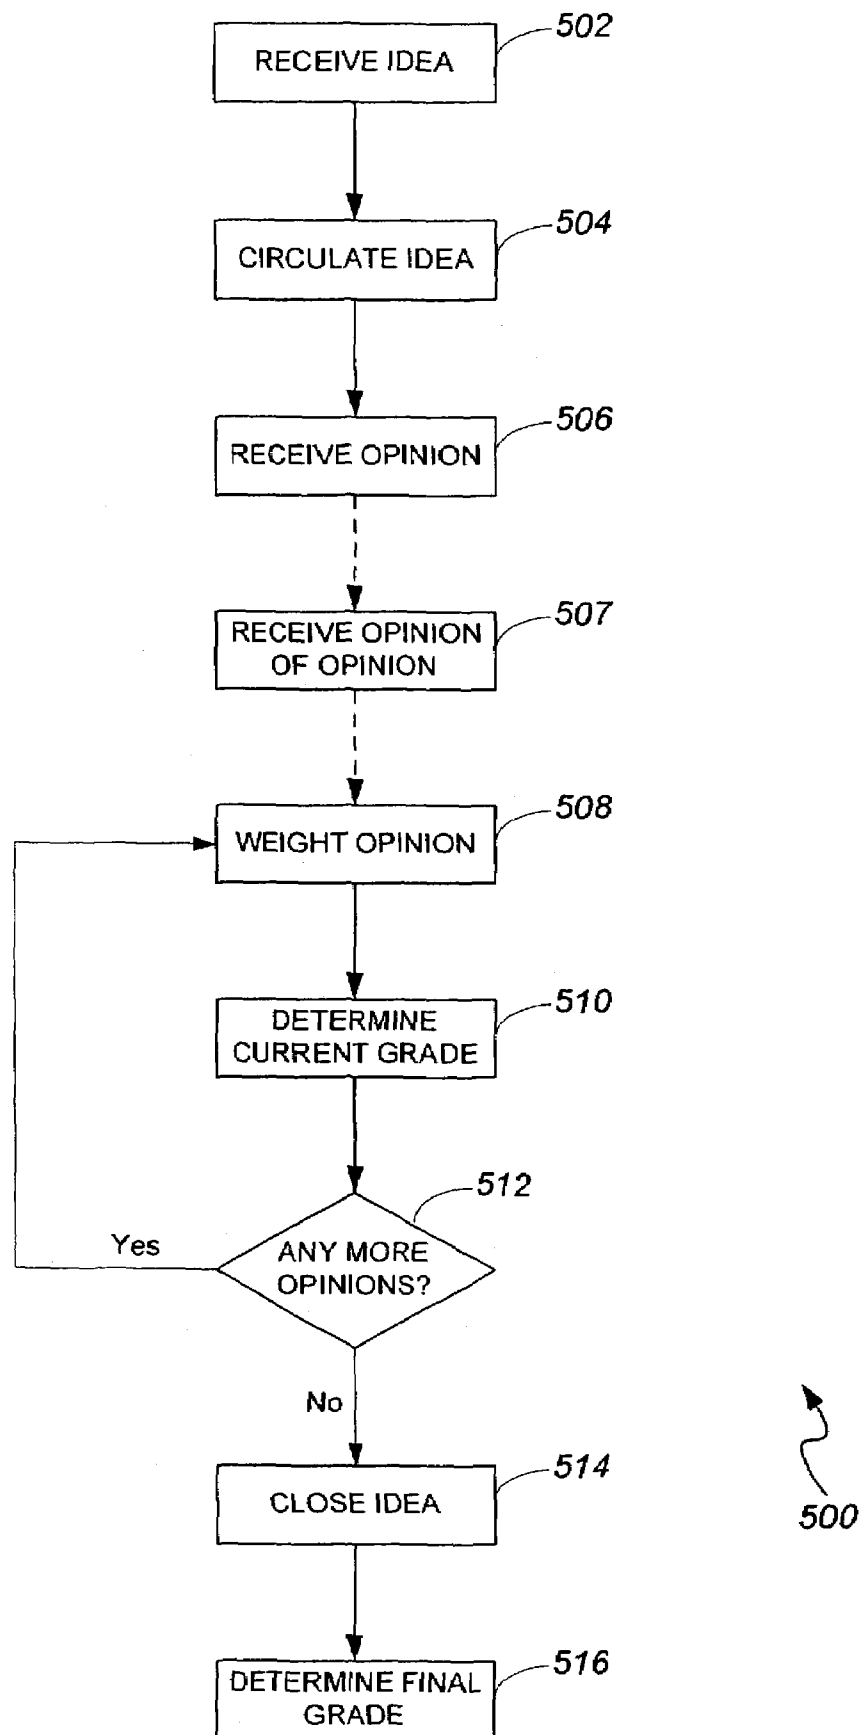 502
RECEIVE IDEA
504
CIRCULATE IDEA
506
RECEIVE OPINION
507
RECEIVE OPINION
OF OPINION
508
WEIGHT OPINION
510
DETERMINE
CURRENT GRADE
512
ANY MORE
OPINIONS?
Yes
No
514
CLOSE IDEA
500
516
DETERMINE FINAL
GRADE